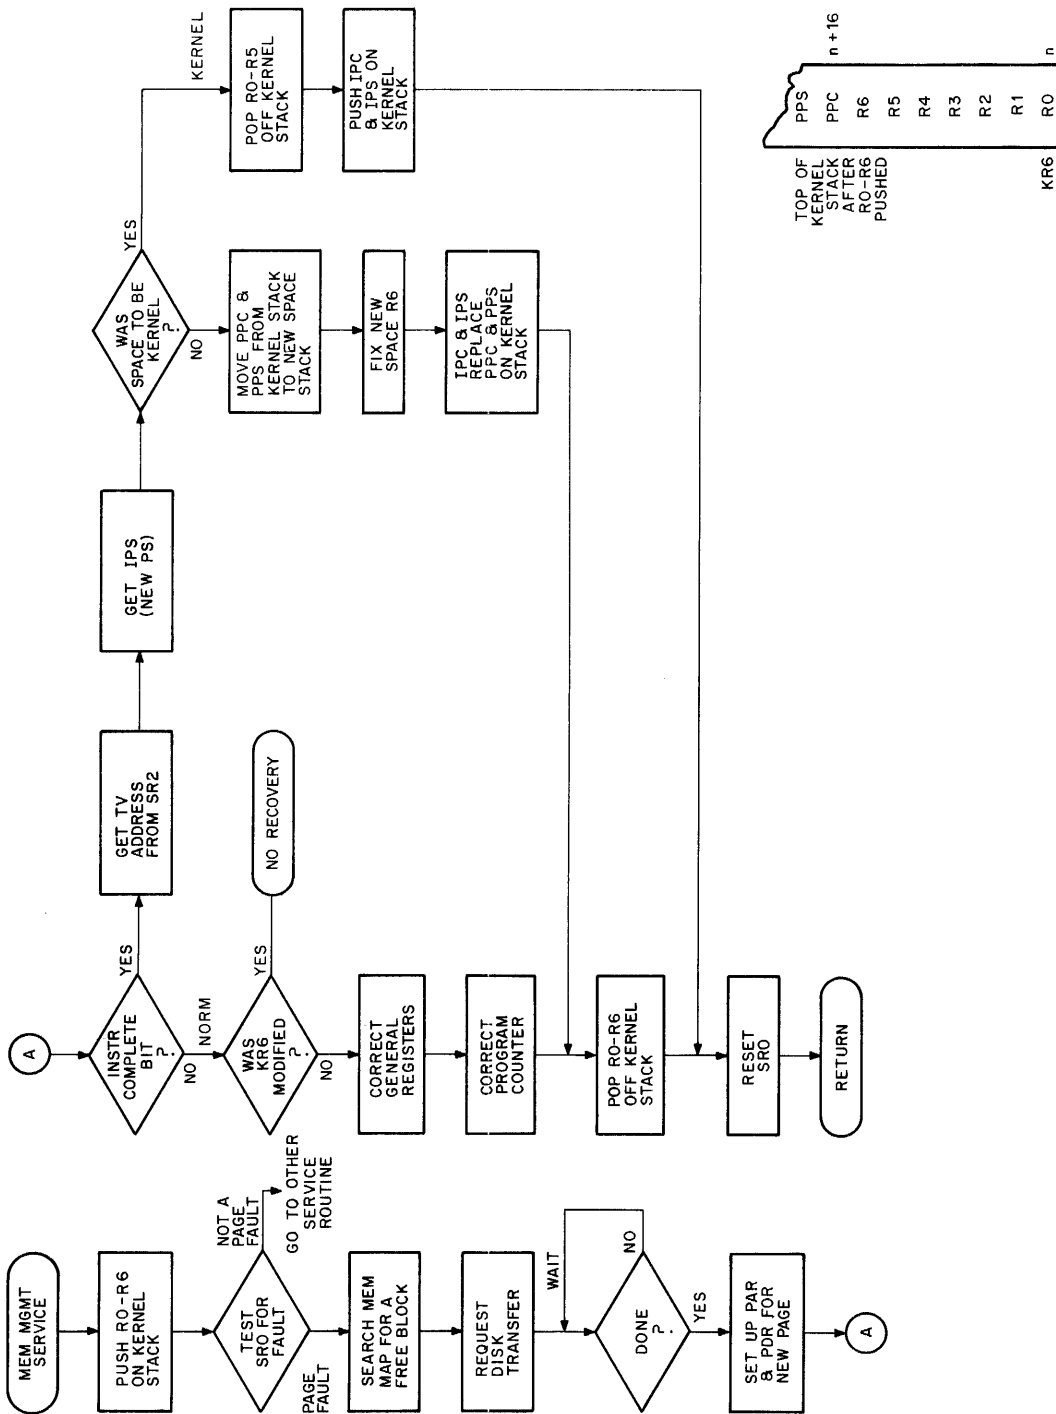 MEM MGMT
SERVICE
PUSH RO-R6
ON KERNEL
STACK
TEST
SRO FOR
FAULT
NOT A
PAGE
FAULT
GO TO OTHER
SERVICE
ROUTINE
PAGE
FAULT
SEARCH MEM
MAP FOR A
FREE BLOCK
REQUEST
DISK
TRANSFER
WAIT
DONE
?
NO
YES
SET UP PAR
& PDR FOR
NEW PAGE
A
A
INSTR
COMPLETE
BIT
?
YES
NO
NORM
WAS
KR6
MODIFIED
?
YES
NO RECOVERY
NO
CORRECT
GENERAL
REGISTERS
CORRECT
PROGRAM
COUNTER
POP RO-R6
OFF KERNEL
STACK
RESET
SRO
RETURN
GET TV
ADDRESS
FROM SR2
GET IPS
(NEW PS)
WAS
SPACE TO BE
KERNEL
?
YES
KERNEL
NO
MOVE PPC &
PPS FROM
KERNEL STACK
TO NEW SPACE
STACK
FIX NEW
SPACE R6
IPC & IPS
REPLACE
PPC & PPS
ON KERNEL
STACK
POP RO-R5
OFF KERNEL
STACK
PUSH IPC
& IPS ON
KERNEL
STACK
TOP OF
KERNEL
STACK
AFTER
RO-R6
PUSHED
PPS
PPC n+16
R6
R5
R4
R3
R2
R1
KR6 RO n